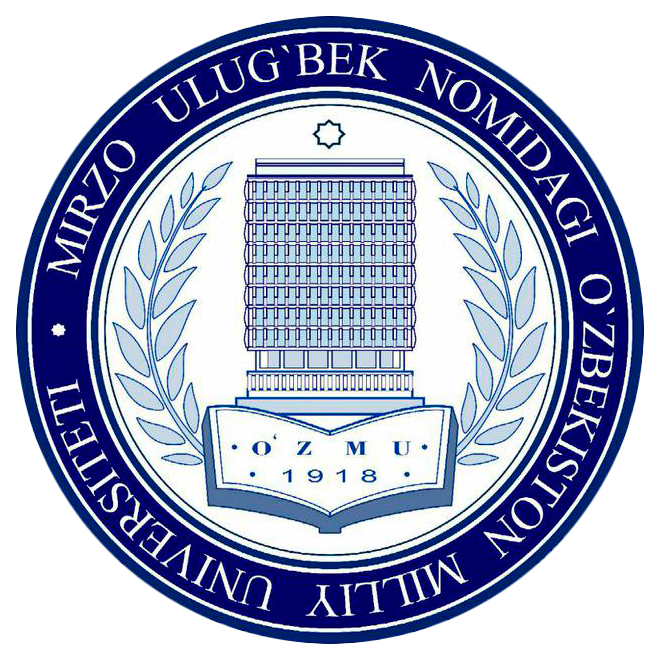 MIRZO ULUG`BEK NOMIDAGI O`ZBEKISTON MILLIY UNIVERSITETI
· O‘ZMU ·
· 1918 ·